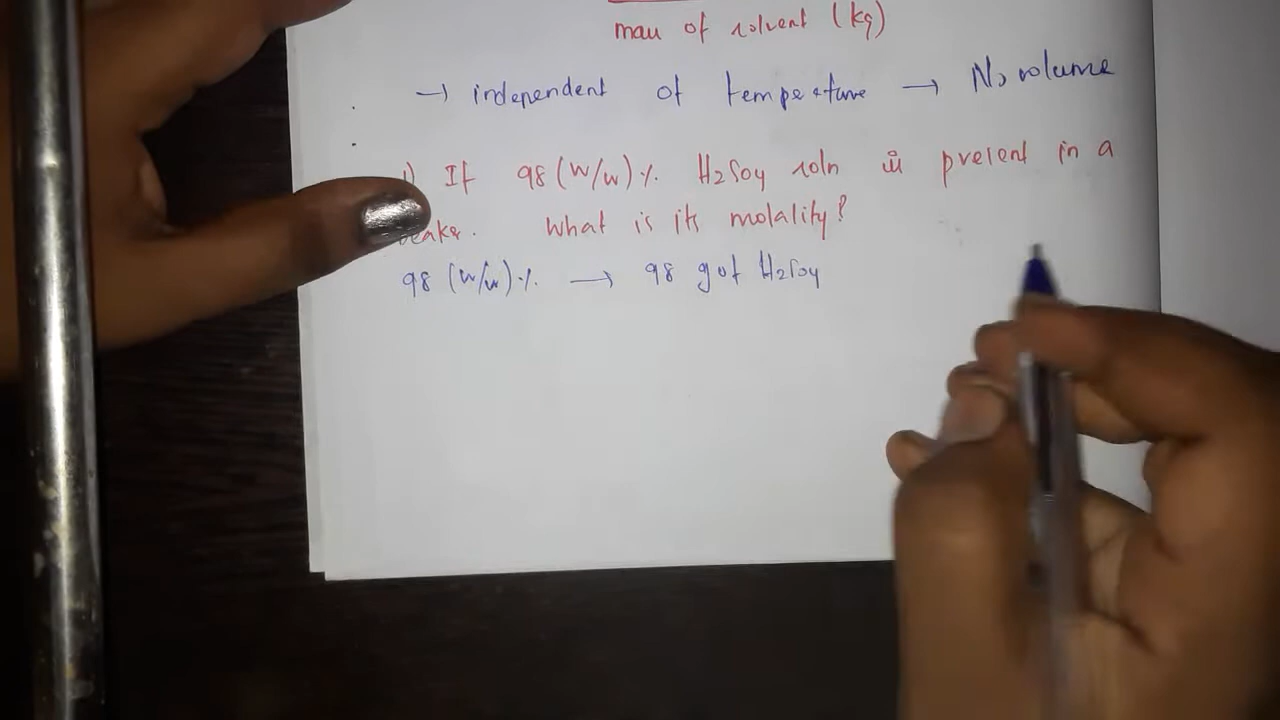 mass of solvent (kg)
→ independent of temperature → No volume
1) If 98 (w/w) % H2SO4 soln is present in a
What is its molality?
98 (w/w) % → 98 g of H2SO4